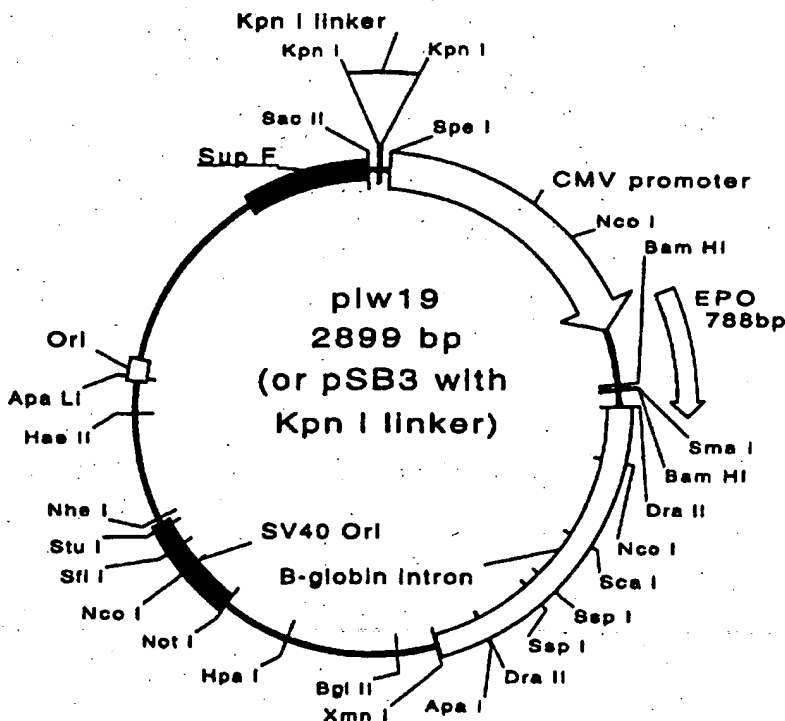 Kpn I linker
Kpn I
Kpn I
Sac II
Spe I
Sup F
CMV promoter
Nco I
Bam HI
EPO
788bp
plw19
2899 bp
(or pSB3 with
Kpn I linker)
Ori
Apa LI
Hae II
Sma I
Bam HI
Dra II
Nhe I
Stu I
Sfi I
Nco I
Not I
SV40 Ori
B-globin intron
Nco I
Sca I
Ssp I
Ssp I
Hpa I
Bgl II
Xmn I
Apa I
Dra II